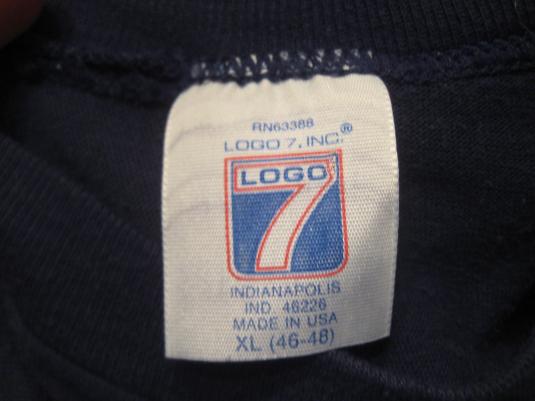 RN63388
LOGO 7, INC.®
LOGO
7
INDIANAPOLIS
IND. 46226
MADE IN USA
XL (46-48)